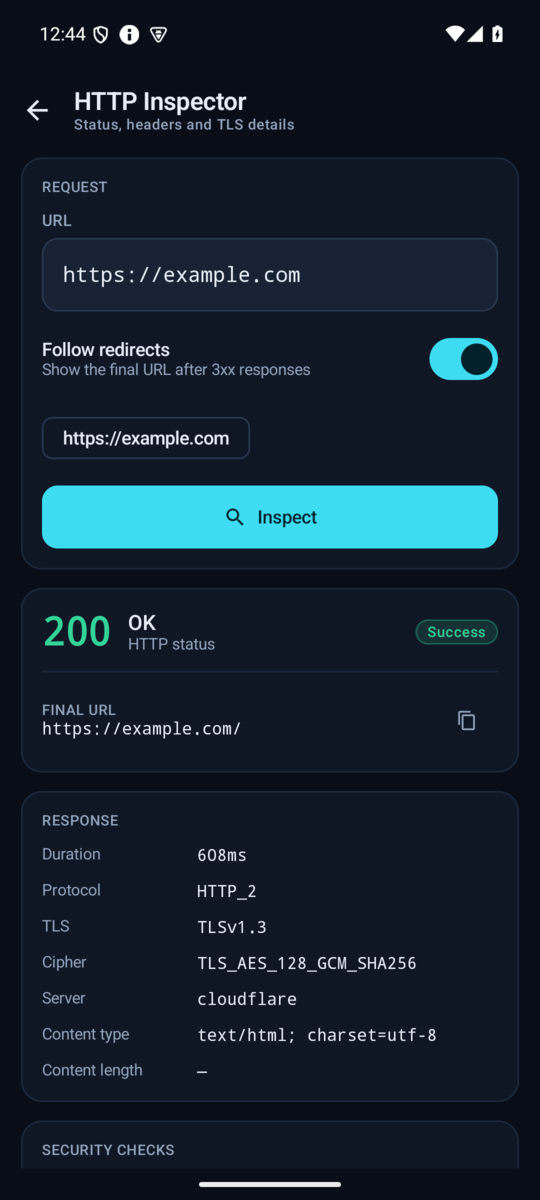 12:44
HTTP Inspector
Status, headers and TLS details
REQUEST
URL
https://example.com
Follow redirects
Show the final URL after 3xx responses
https://example.com
Inspect
200
OK
HTTP status
Success
FINAL URL
https://example.com/
RESPONSE
Duration 608ms
Protocol HTTP_2
TLS TLSv1.3
Cipher TLS_AES_128_GCM_SHA256
Server cloudflare
Content type text/html; charset=utf-8
Content length —
SECURITY CHECKS